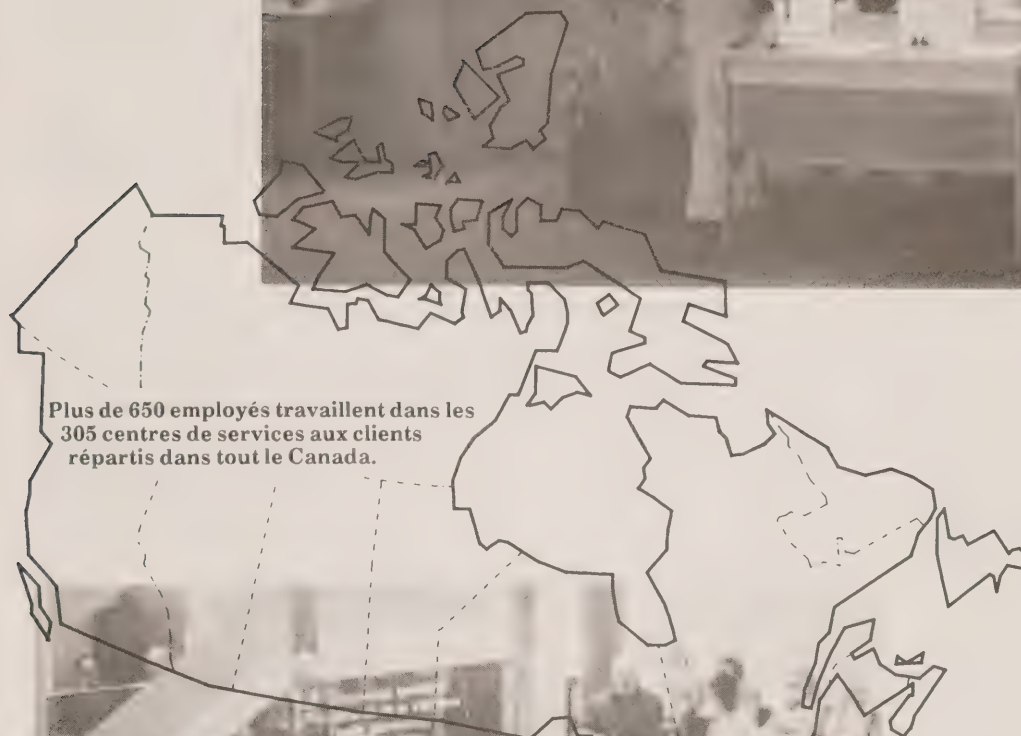 Plus de 650 employés travaillent dans les
305 centres de services aux clients
répartis dans tout le Canada.